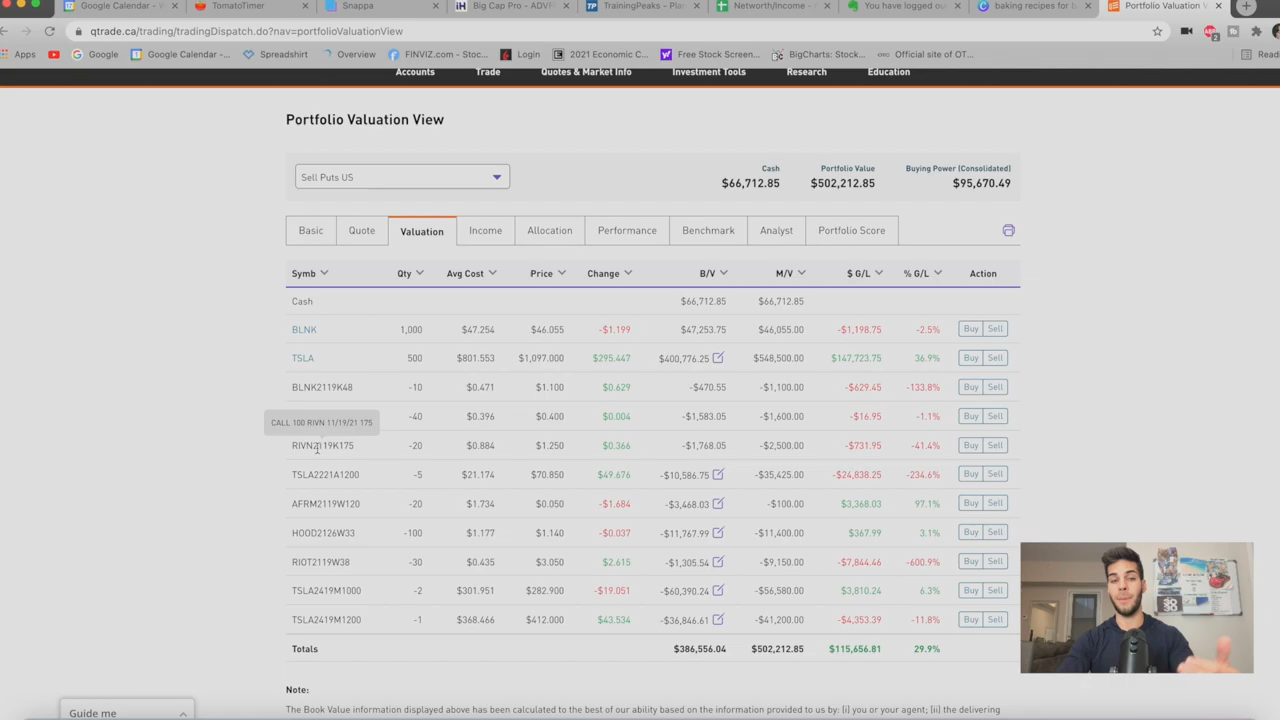 Google Calendar - W
TomatoTimer
Snappa
Big Cap Pro - ADVF
TrainingPeaks - Plan
Networth/Income -
You have logged out
baking recipes for b
Portfolio Valuation V
qtrade.ca/trading/tradingDispatch.do?nav=portfolioValuationView
Apps
Google
Google Calendar -...
Spreadshirt
Overview
FINVIZ.com - Stoc...
Login
2021 Economic C...
Free Stock Screen...
BigCharts: Stock...
Official site of OT...
Read
Accounts Trade Quotes & Market Info Investment Tools Research Education
Portfolio Valuation View
Sell Puts US
Cash Portfolio Value Buying Power (Consolidated)
$66,712.85 $502,212.85 $95,670.49
Basic Quote Valuation Income Allocation Performance Benchmark Analyst Portfolio Score
Symb Qty Avg Cost Price Change B/V M/V $ G/L % G/L Action
Cash $66,712.85 $66,712.85
BLNK 1,000 $47.254 $46.055 -$1.199 $47,253.75 $46,055.00 -$1,198.75 -2.5% Buy Sell
TSLA 500 $801.553 $1,097.000 $295.447 $400,776.25 $548,500.00 $147,723.75 36.9% Buy Sell
BLNK2119K48 -10 $0.471 $1.100 $0.629 -$470.55 -$1,100.00 -$629.45 -133.8% Buy Sell
CALL 100 RIVN 11/19/21 175
-40 $0.396 $0.400 $0.004 -$1,583.05 -$1,600.00 -$16.95 -1.1% Buy Sell
RIVN2119K175 -20 $0.884 $1.250 $0.366 -$1,768.05 -$2,500.00 -$731.95 -41.4% Buy Sell
TSLA2221A1200 -5 $21.174 $70.850 $49.676 -$10,586.75 -$35,425.00 -$24,838.25 -234.6% Buy Sell
AFRM2119W120 -20 $1.734 $0.050 -$1.684 -$3,468.03 -$100.00 $3,368.03 97.1% Buy Sell
HOOD2126W33 -100 $1.177 $1.140 -$0.037 -$11,767.99 -$11,400.00 $367.99 3.1% Buy Sell
RIOT2119W38 -30 $0.435 $3.050 $2.615 -$1,305.54 -$9,150.00 -$7,844.46 -600.9% Buy Sell
TSLA2419M1000 -2 $301.951 $282.900 -$19.051 -$60,390.24 -$56,580.00 $3,810.24 6.3% Buy Sell
TSLA2419M1200 -1 $368.466 $412.000 $43.534 -$36,846.61 -$41,200.00 -$4,353.39 -11.8% Buy Sell
Totals $386,556.04 $502,212.85 $115,656.81 29.9%
Note:
The Book Value information displayed above has been calculated to the best of our ability based on the information provided to us by: (i) you or your agent; (ii) the delivering
Guide me